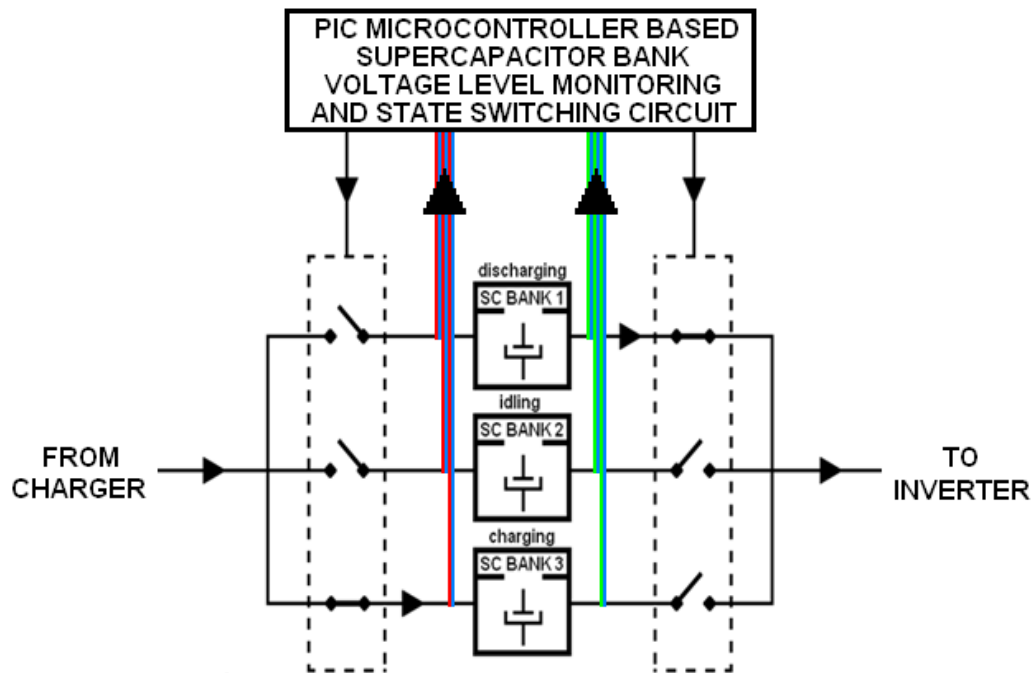 PIC MICROCONTROLLER BASED
SUPERCAPACITOR BANK
VOLTAGE LEVEL MONITORING
AND STATE SWITCHING CIRCUIT
discharging
SC BANK 1
idling
SC BANK 2
charging
SC BANK 3
FROM
CHARGER
TO
INVERTER